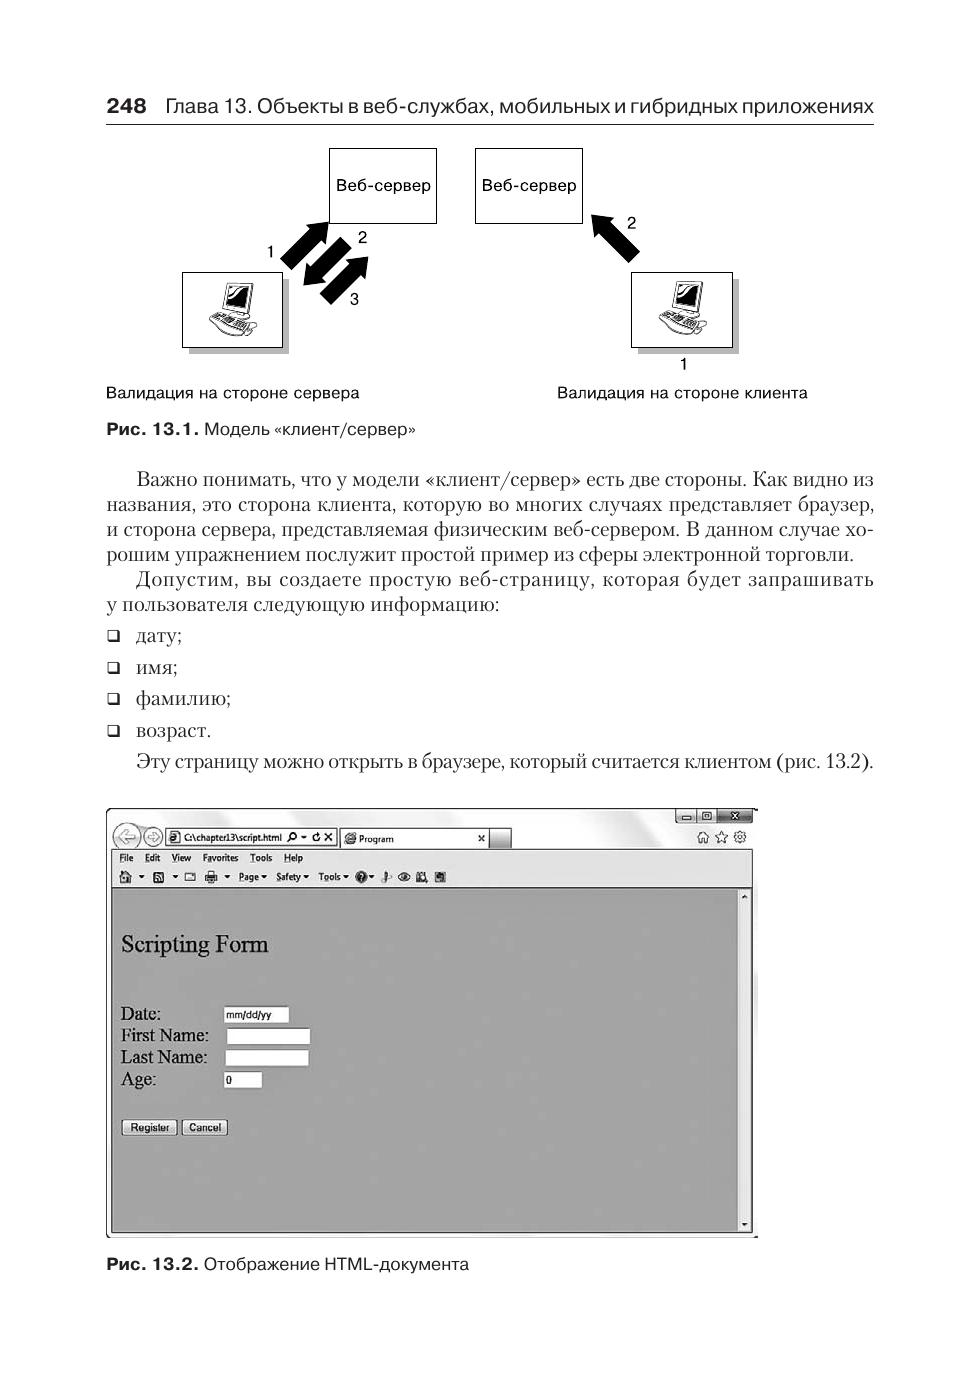 248 Глава 13. Объекты в веб-службах, мобильных и гибридных приложениях
Веб-сервер
Веб-сервер
1
2
3
2
1
Валидация на стороне сервера
Валидация на стороне клиента
Рис. 13.1. Модель «клиент/сервер»
Важно понимать, что у модели «клиент/сервер» есть две стороны. Как видно из
названия, это сторона клиента, которую во многих случаях представляет браузер,
и сторона сервера, представляемая физическим веб-сервером. В данном случае хо-
рошим упражнением послужит простой пример из сферы электронной торговли.
Допустим, вы создаете простую веб-страницу, которая будет запрашивать
у пользователя следующую информацию:
❑ дату;
❑ имя;
❑ фамилию;
❑ возраст.
Эту страницу можно открыть в браузере, который считается клиентом (рис. 13.2).
C:\chapter13\script.html
Program
File Edit View Favorites Tools Help
Page Safety Tools
Scripting Form
Date: mm/dd/yy
First Name:
Last Name:
Age: 0
Register Cancel
Рис. 13.2. Отображение HTML-документа